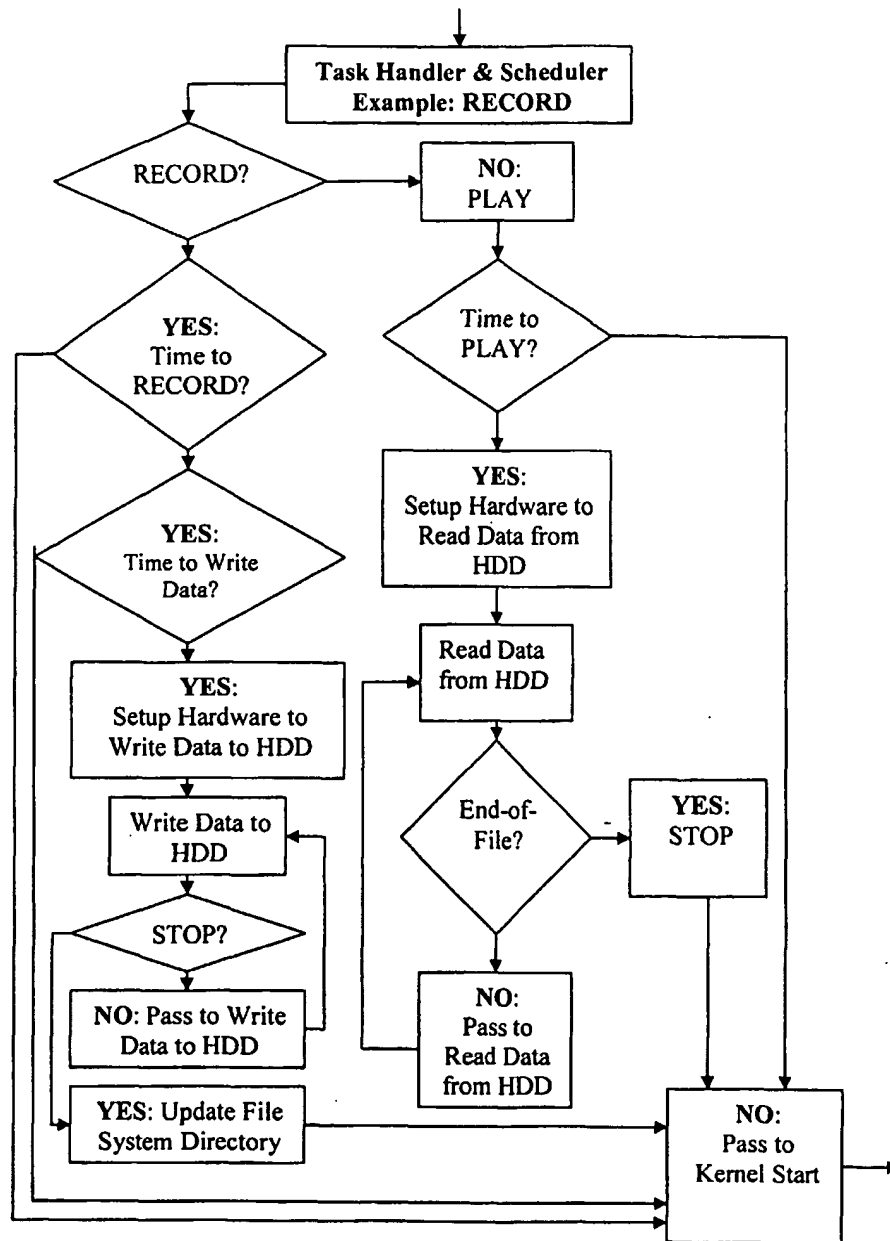 Task Handler & Scheduler
Example: RECORD
RECORD?
NO:
PLAY
YES:
Time to
RECORD?
Time to
PLAY?
YES:
Time to Write
Data?
YES:
Setup Hardware to
Read Data from
HDD
YES:
Setup Hardware to
Write Data to HDD
Read Data
from HDD
Write Data to
HDD
End-of-
File?
YES:
STOP
STOP?
NO: Pass to Write
Data to HDD
NO:
Pass to
Read Data
from HDD
YES: Update File
System Directory
NO:
Pass to
Kernel Start